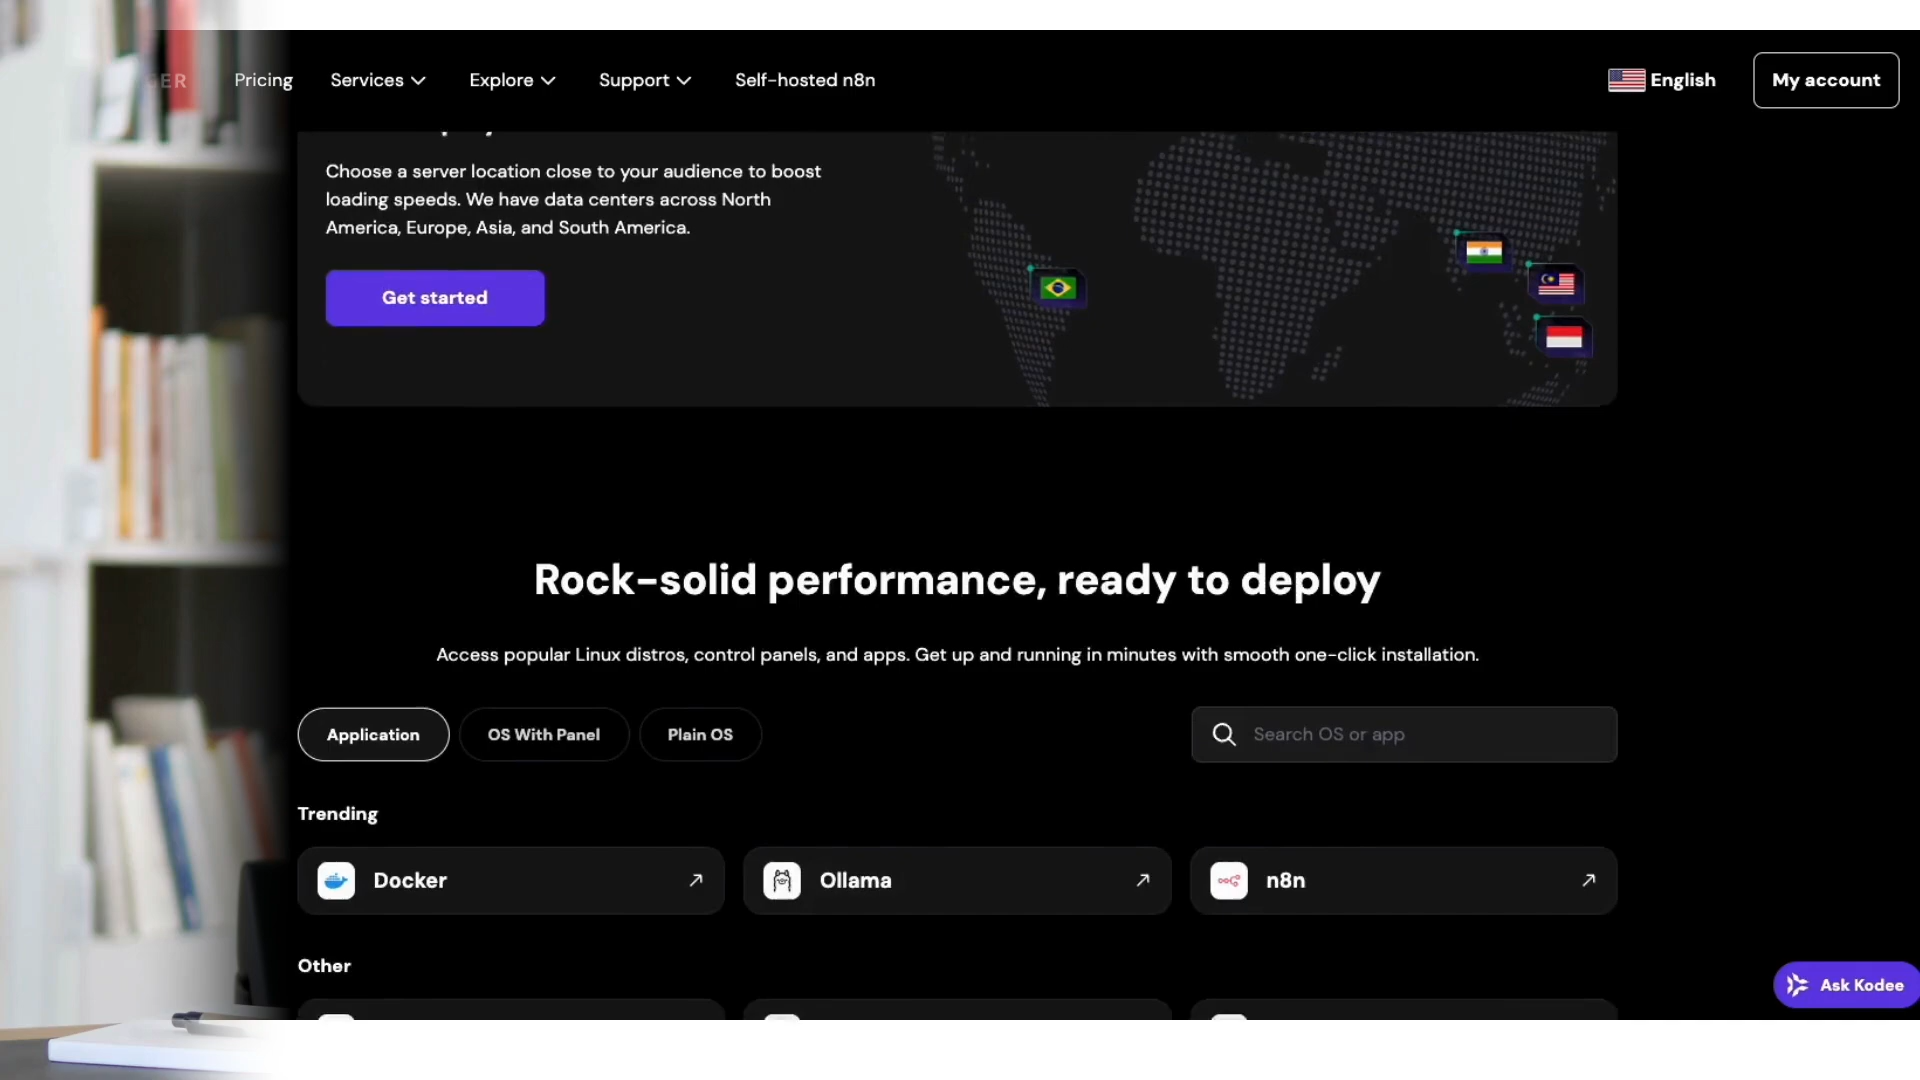 GER
Pricing
Services
Explore
Support
Self-hosted n8n
English
My account
Choose a server location close to your audience to boost
loading speeds. We have data centers across North
America, Europe, Asia, and South America.
Get started
Rock-solid performance, ready to deploy
Access popular Linux distros, control panels, and apps. Get up and running in minutes with smooth one-click installation.
Application
OS With Panel
Plain OS
Search OS or app
Trending
Docker
Ollama
n8n
Other
Ask Kodee